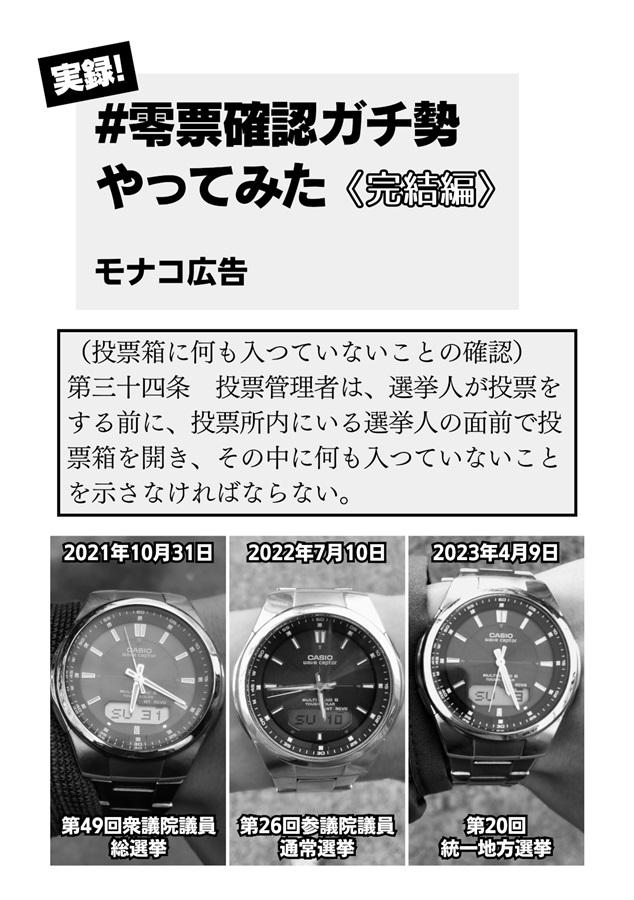 実録!
#零票確認ガチ勢
やってみた〈完結編〉
モナコ広告
（投票箱に何も入つていないことの確認）
第三十四条　投票管理者は、選挙人が投票を
する前に、投票所内にいる選挙人の面前で投
票箱を開き、その中に何も入つていないこと
を示さなければならない。
2021年10月31日
CASIO
wave ceptor
SU 31
第49回衆議院議員
総選挙
2022年7月10日
CASIO
wave ceptor
SU 10
第26回参議院議員
通常選挙
2023年4月9日
CASIO
wave ceptor
第20回
統一地方選挙